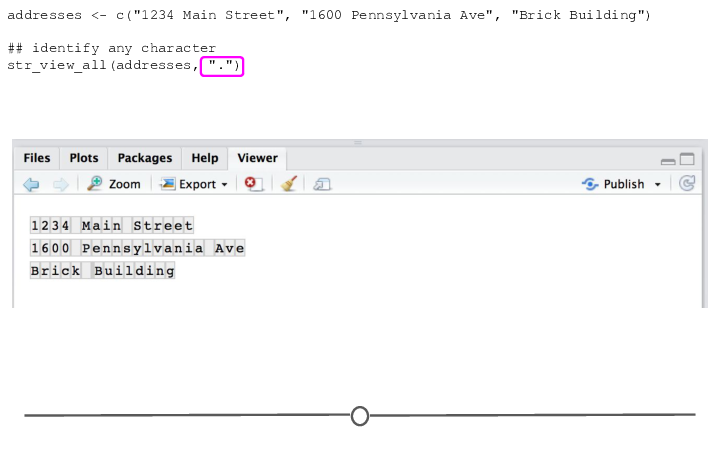 addresses <- c("1234 Main Street", "1600 Pennsylvania Ave", "Brick Building")
## identify any character
str_view_all(addresses, ".")
Files Plots Packages Help Viewer
Zoom Export Publish
1234 Main Street
1600 Pennsylvania Ave
Brick Building